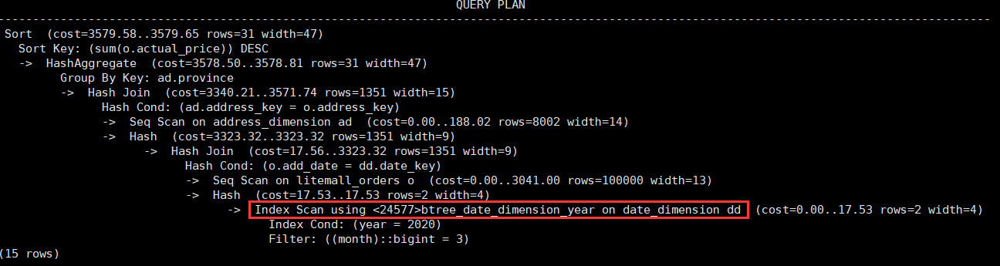 QUERY PLAN
-----------------------------------------------------------------------------------------------------------------------------------------------
Sort  (cost=3579.58..3579.65 rows=31 width=47)
  Sort Key: (sum(o.actual_price)) DESC
  ->  HashAggregate  (cost=3578.50..3578.81 rows=31 width=47)
        Group By Key: ad.province
        ->  Hash Join  (cost=3340.21..3571.74 rows=1351 width=15)
              Hash Cond: (ad.address_key = o.address_key)
              ->  Seq Scan on address_dimension ad  (cost=0.00..188.02 rows=8002 width=14)
              ->  Hash  (cost=3323.32..3323.32 rows=1351 width=9)
                    ->  Hash Join  (cost=17.56..3323.32 rows=1351 width=9)
                          Hash Cond: (o.add_date = dd.date_key)
                          ->  Seq Scan on litemall_orders o  (cost=0.00..3041.00 rows=100000 width=13)
                          ->  Hash  (cost=17.53..17.53 rows=2 width=4)
                                ->  Index Scan using <24577>btree_date_dimension_year on date_dimension dd  (cost=0.00..17.53 rows=2 width=4)
                                      Index Cond: (year = 2020)
                                      Filter: ((month)::bigint = 3)
(15 rows)